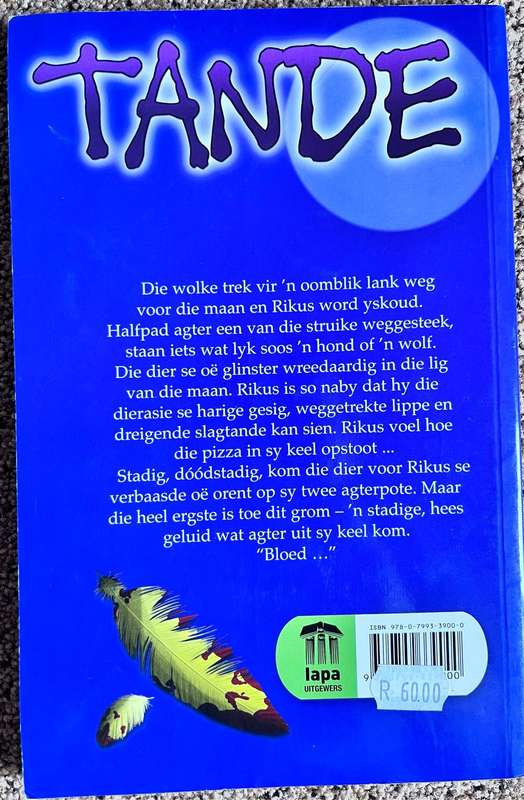 TANDE
Die wolke trek vir 'n oomblik lank weg
voor die maan en Rikus word yskoud.
Halfpad agter een van die struike weggesteek,
staan iets wat lyk soos 'n hond of 'n wolf.
Die dier se oë glinster wreedaardig in die lig
van die maan. Rikus is so naby dat hy die
dierasie se harige gesig, weggetrekte lippe en
dreigende slagtande kan sien. Rikus voel hoe
die pizza in sy keel opstoot ...
Stadig, dóódstadig, kom die dier voor Rikus se
verbaasde oë orent op sy twee agterpote. Maar
die heel ergste is toe dit grom – 'n stadige, hees
geluid wat agter uit sy keel kom.
“Bloed ...”
ISBN 978-0-7993-3900-0
lapa
UITGEWERS
9
00
R 60.00